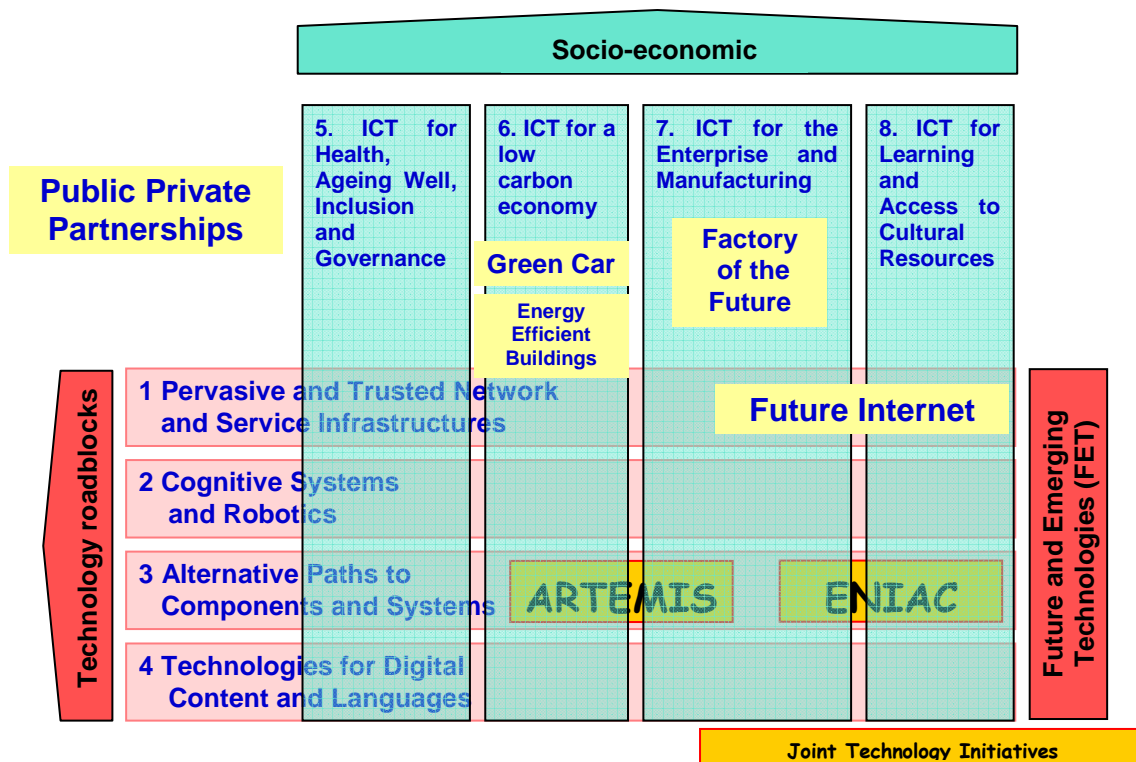 Socio-economic
5. ICT for
Health,
Ageing Well,
Inclusion
and
Governance
6. ICT for a
low
carbon
economy
7. ICT for the
Enterprise and
Manufacturing
8. ICT for
Learning
and
Access to
Cultural
Resources
Public Private
Partnerships
Green Car
Energy
Efficient
Buildings
Factory
of the
Future
Technology roadblocks
1 Pervasive and Trusted Network
and Service Infrastructures
Future Internet
2 Cognitive Systems
and Robotics
3 Alternative Paths to
Components and Systems
ARTEMIS
ENIAC
4 Technologies for Digital
Content and Languages
Future and Emerging
Technologies (FET)
Joint Technology Initiatives